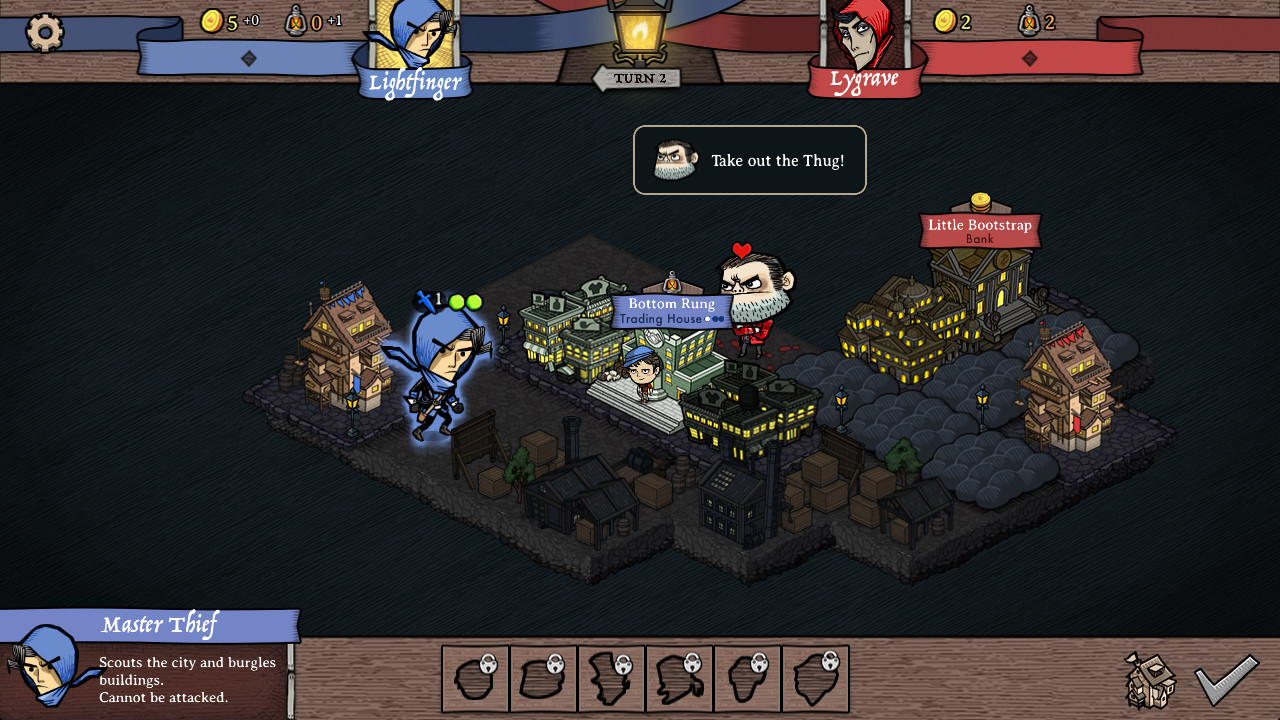 5 +0
0 +1
2
2
Lightfinger
TURN 2
Lygrave
Take out the Thug!
Little Bootstrap
Bank
1
Bottom Rung
Trading House
Master Thief
Scouts the city and burgles
buildings.
Cannot be attacked.